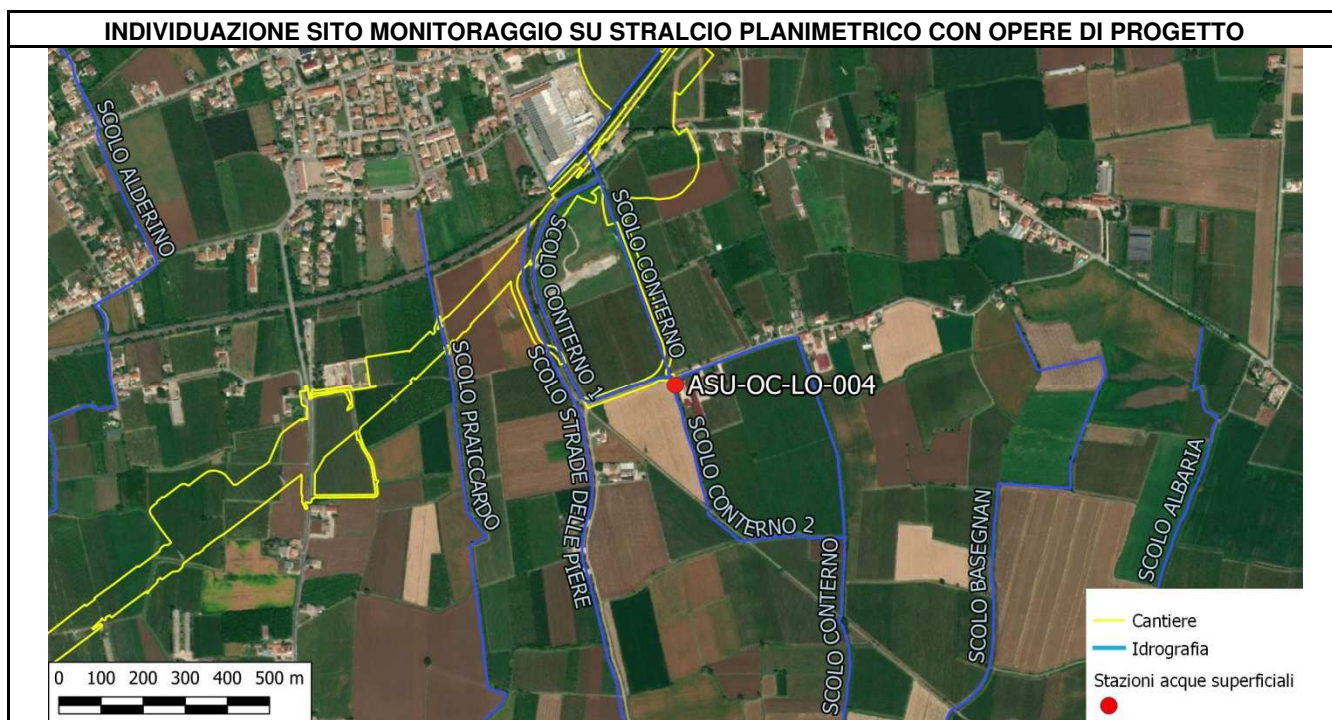 INDIVIDUAZIONE SITO MONITORAGGIO SU STRALCIO PLANIMETRICO CON OPERE DI PROGETTO
SCOLO ALDERINO
SCOLO CONTERNO
SCOLO CONTERNO 1
SCOLO PRAICCARDO
SCOLO STRADE DELLE PIERE
ASU-OC-LO-004
SCOLO CONTERNO 2
SCOLO CONTERNO
SCOLO BASEGNAN
SCOLO ALBARIA
0 100 200 300 400 500 m
Cantiere
Idrografia
Stazioni acque superficiali